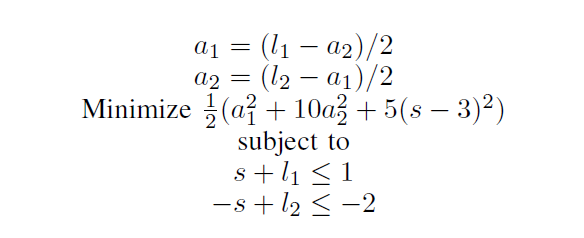 a₁ = (l₁ − a₂)/2
a₂ = (l₂ − a₁)/2
Minimize ½(a₁² + 10a₂² + 5(s − 3)²)
subject to
s + l₁ ≤ 1
−s + l₂ ≤ −2